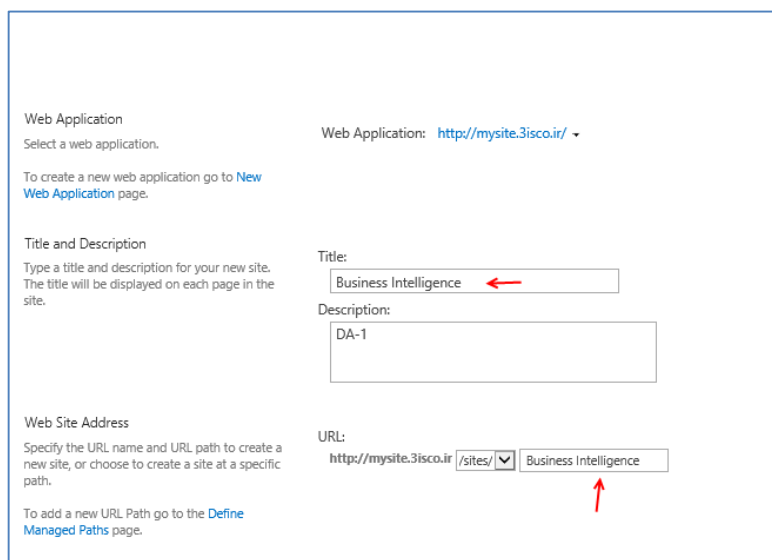 Web Application
Select a web application.
To create a new web application go to New
Web Application page.
Web Application: http://mysite.3isco.ir/
Title and Description
Type a title and description for your new site.
The title will be displayed on each page in the
site.
Title:
Business Intelligence
Description:
DA-1
Web Site Address
Specify the URL name and URL path to create a
new site, or choose to create a site at a specific
path.
To add a new URL Path go to the Define
Managed Paths page.
URL:
http://mysite.3isco.ir /sites/ Business Intelligence